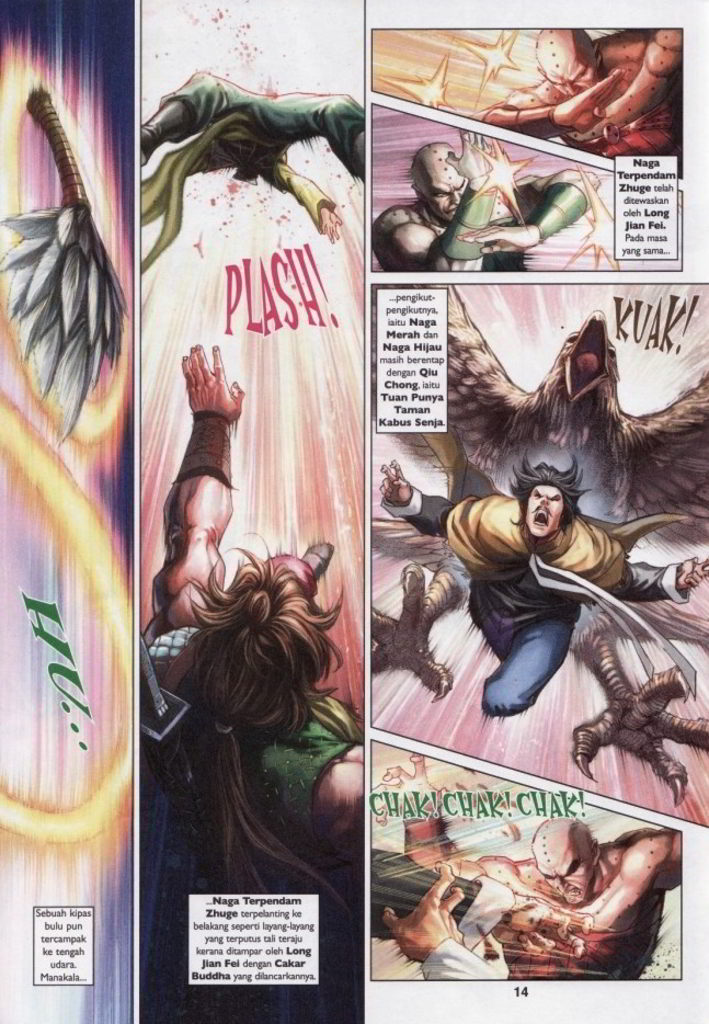 HU...
Sebuah kipas
bulu pun
tercampak
ke tengah
udara.
Manakala...
PLASH!
...Naga Terpendam
Zhuge terpelanting ke
belakang seperti layang-layang
yang terputus tali teraju
kerana ditampar oleh Long
Jian Fei dengan Cakar
Buddha yang dilancarkannya.
Naga
Terpendam
Zhuge telah
ditewaskan
oleh Long
Jian Fei.
Pada masa
yang sama...
...pengikut-
pengikutnya,
iaitu Naga
Merah dan
Naga Hijau
masih berentap
dengan Qiu
Chong, iaitu
Tuan Punya
Taman
Kabus Senja.
KUAK!
CHAK! CHAK! CHAK!
14